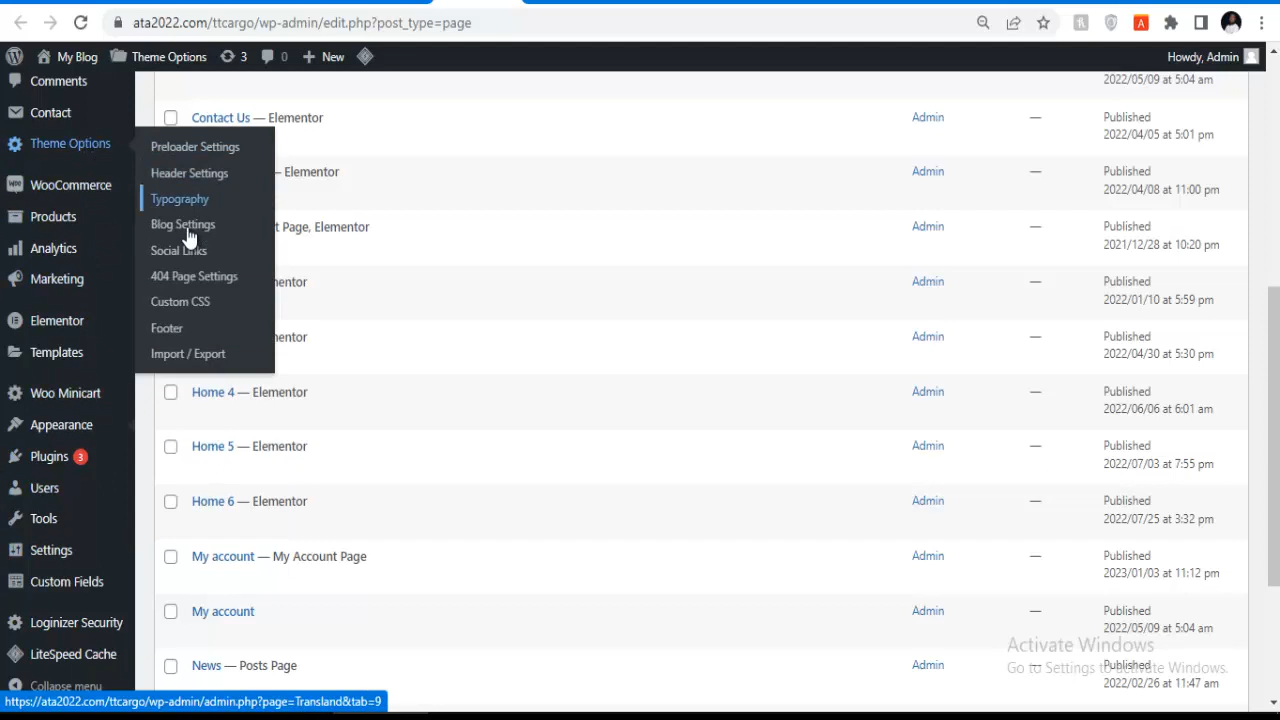 ata2022.com/ttcargo/wp-admin/edit.php?post_type=page
My Blog Theme Options 3 0 New Howdy, Admin
Comments
Contact
Theme Options
WooCommerce
Products
Analytics
Marketing
Elementor
Templates
Woo Minicart
Appearance
Plugins 3
Users
Tools
Settings
Custom Fields
Loginizer Security
LiteSpeed Cache
Collapse menu
Preloader Settings
Header Settings
Typography
Blog Settings
Social Links
404 Page Settings
Custom CSS
Footer
Import / Export
2022/05/09 at 5:04 am
Contact Us — Elementor Admin — Published
2022/04/05 at 5:01 pm
— Elementor Admin — Published
2022/04/08 at 11:00 pm
t Page, Elementor Admin — Published
2021/12/28 at 10:20 pm
nentor Admin — Published
2022/01/10 at 5:59 pm
nentor Admin — Published
2022/04/30 at 5:30 pm
Home 4 — Elementor Admin — Published
2022/06/06 at 6:01 am
Home 5 — Elementor Admin — Published
2022/07/03 at 7:55 pm
Home 6 — Elementor Admin — Published
2022/07/25 at 3:32 pm
My account — My Account Page Admin — Published
2023/01/03 at 11:12 pm
My account Admin — Published
2022/05/09 at 5:04 am
News — Posts Page Admin — Published
2022/02/26 at 11:47 am
Activate Windows
Go to Settings to activate Windows.
https://ata2022.com/ttcargo/wp-admin/admin.php?page=Transland&tab=9